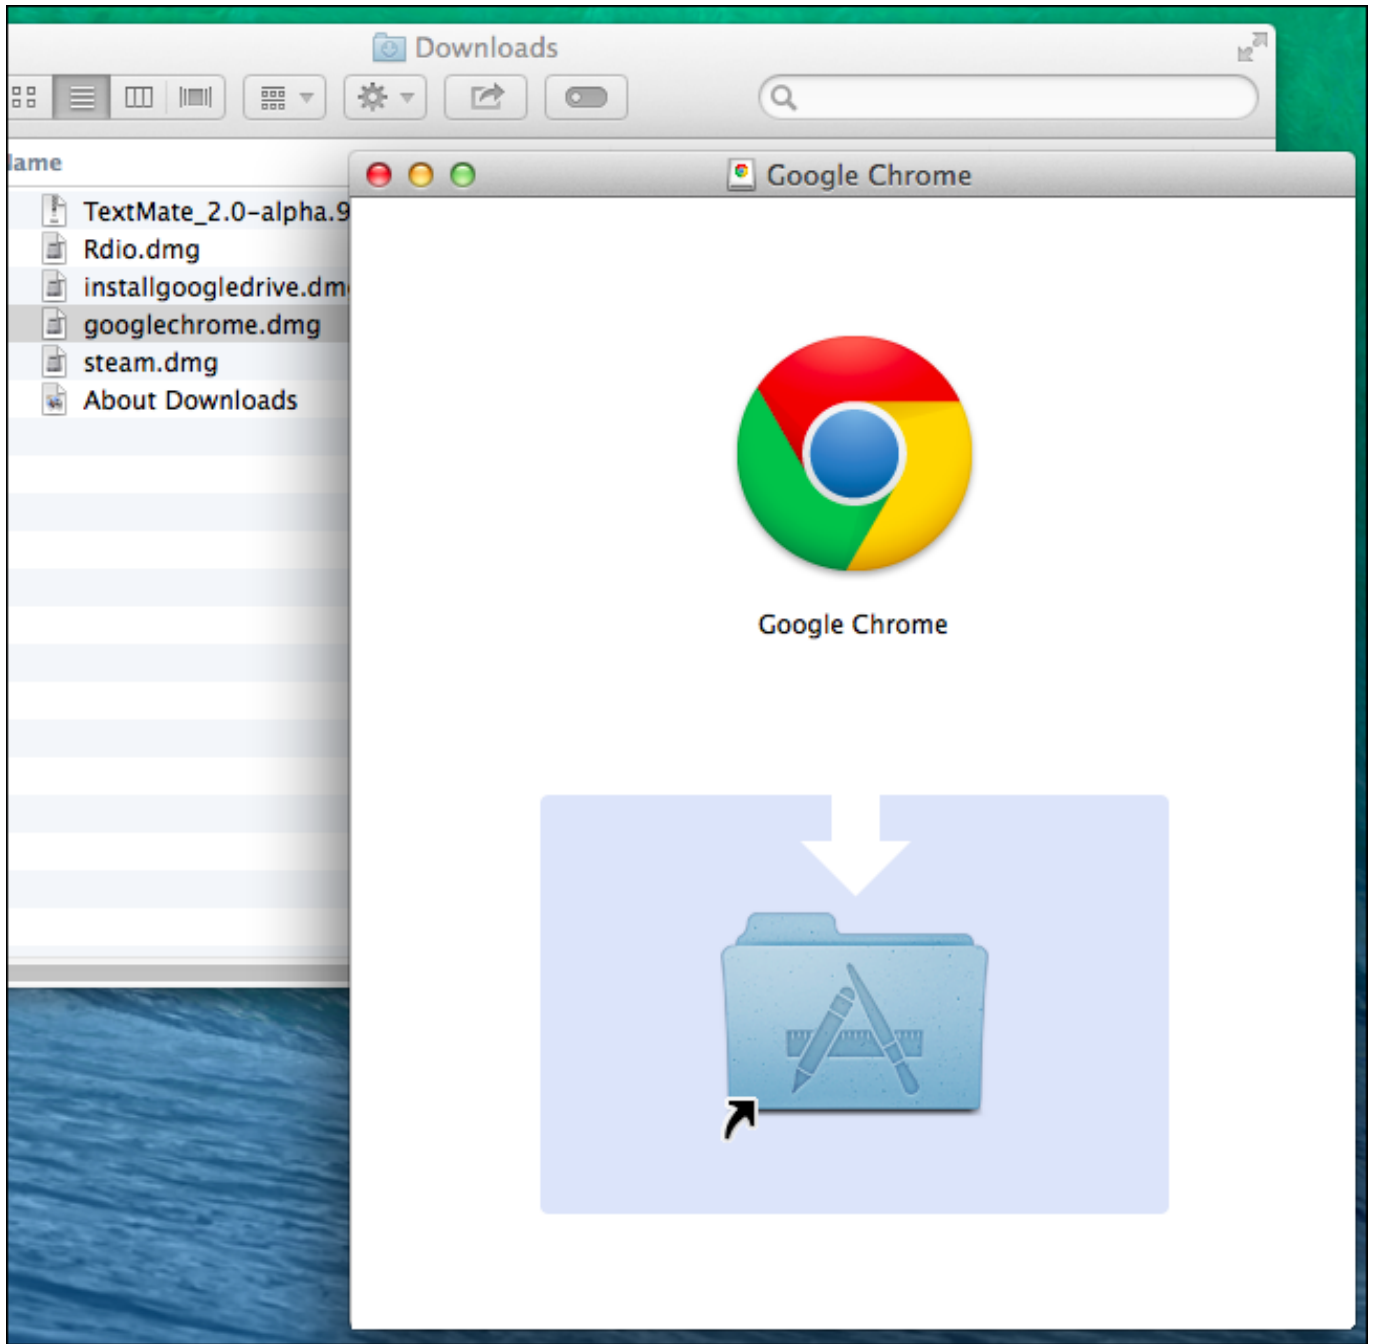 Downloads
Name
Google Chrome
TextMate_2.0-alpha.9
Rdio.dmg
installgoogledrive.dm
googlechrome.dmg
steam.dmg
About Downloads
Google Chrome